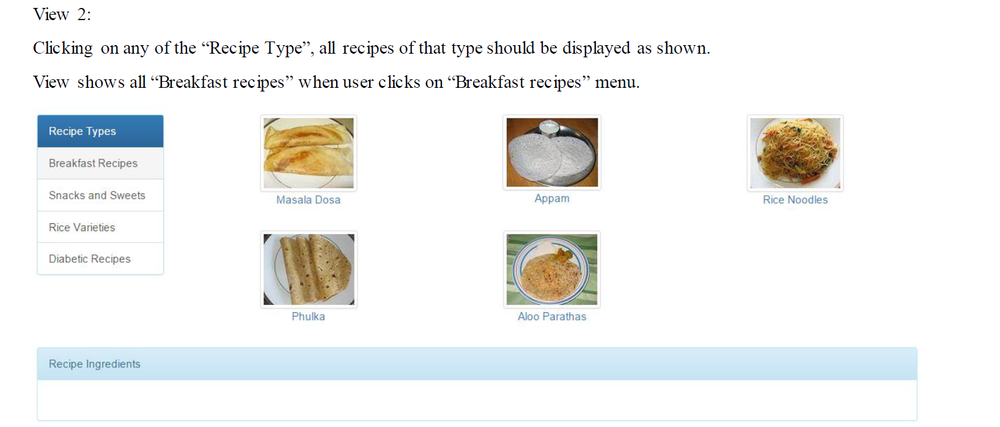 View 2:
Clicking on any of the “Recipe Type”, all recipes of that type should be displayed as shown.
View shows all “Breakfast recipes” when user clicks on “Breakfast recipes” menu.
Recipe Types
Breakfast Recipes
Snacks and Sweets
Rice Varieties
Diabetic Recipes
Masala Dosa
Appam
Rice Noodles
Phulka
Aloo Parathas
Recipe Ingredients